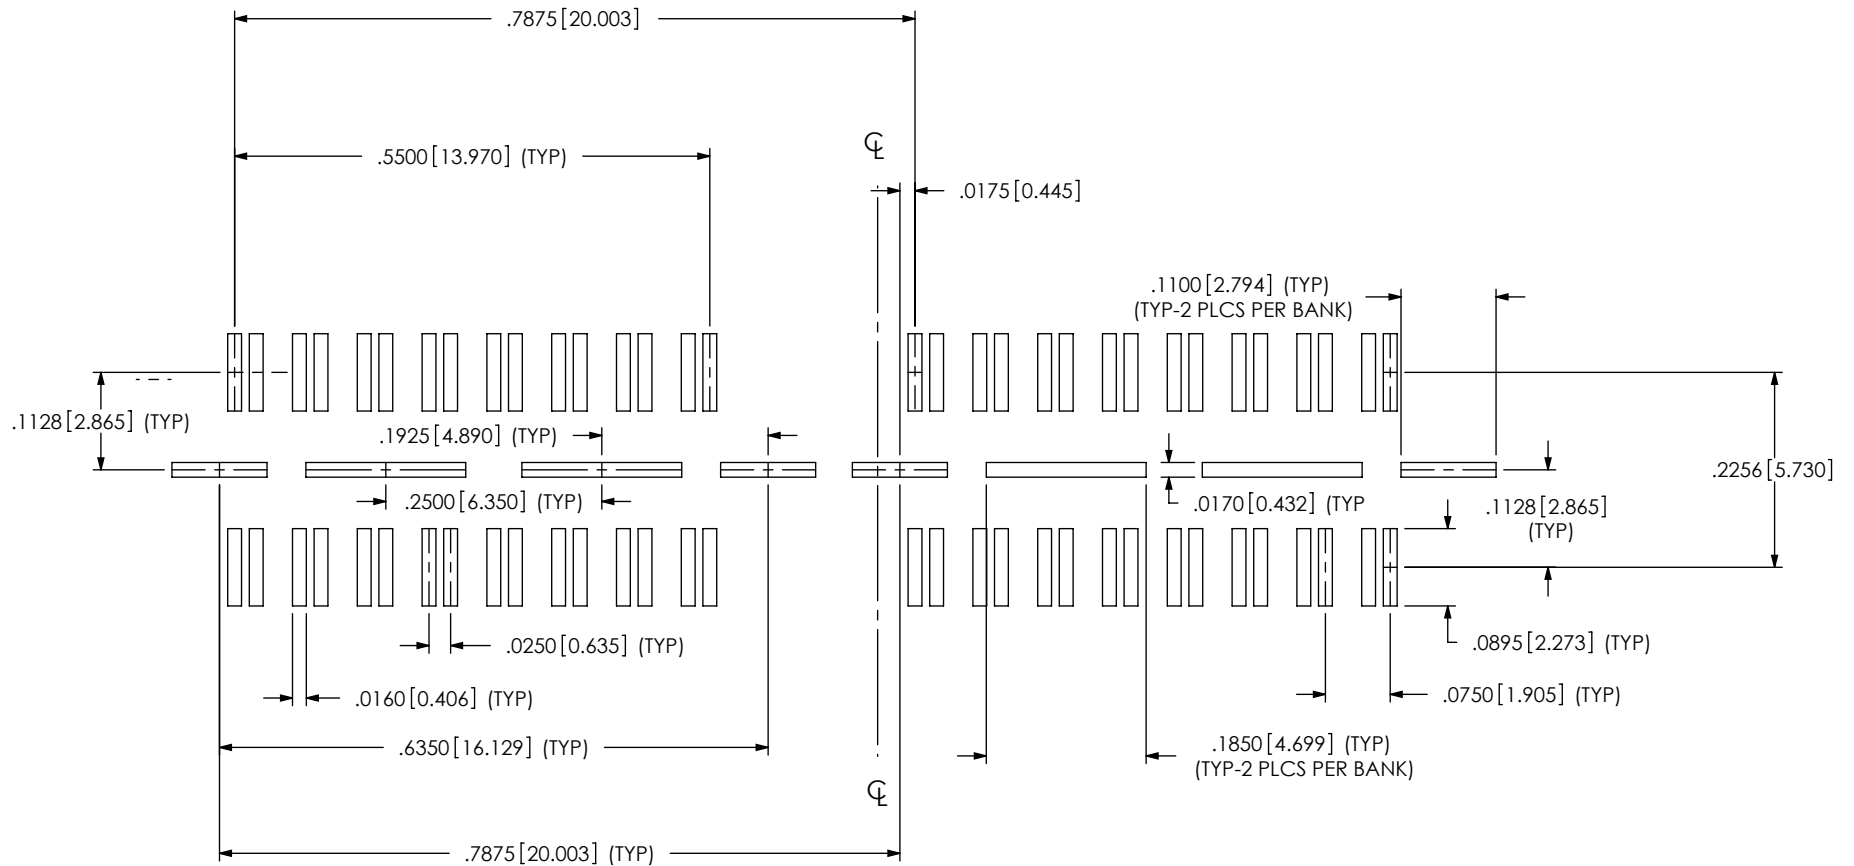 .7875[20.003]
.5500[13.970] (TYP)
℄
.0175[0.445]
.1100[2.794] (TYP)
(TYP-2 PLCS PER BANK)
.1128[2.865] (TYP)
.1925[4.890] (TYP)
.2256[5.730]
.2500[6.350] (TYP)
.0170[0.432] (TYP
.1128[2.865]
(TYP)
.0250[0.635] (TYP)
.0895[2.273] (TYP)
.0160[0.406] (TYP)
.0750[1.905] (TYP)
.6350[16.129] (TYP)
.1850[4.699] (TYP)
(TYP-2 PLCS PER BANK)
℄
.7875[20.003] (TYP)